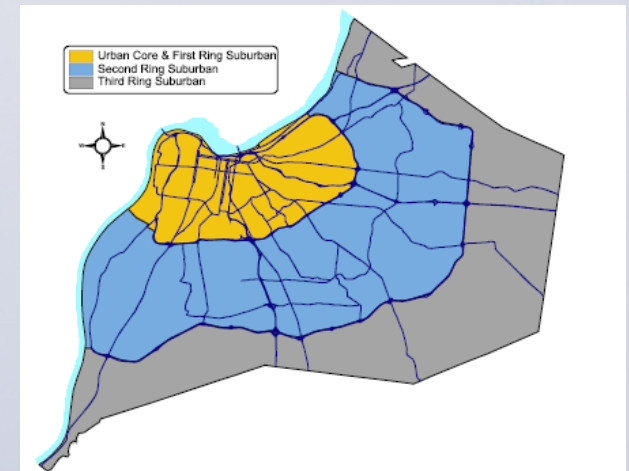 Urban Core & First Ring Suburban
Second Ring Suburban
Third Ring Suburban
N
W
E
S